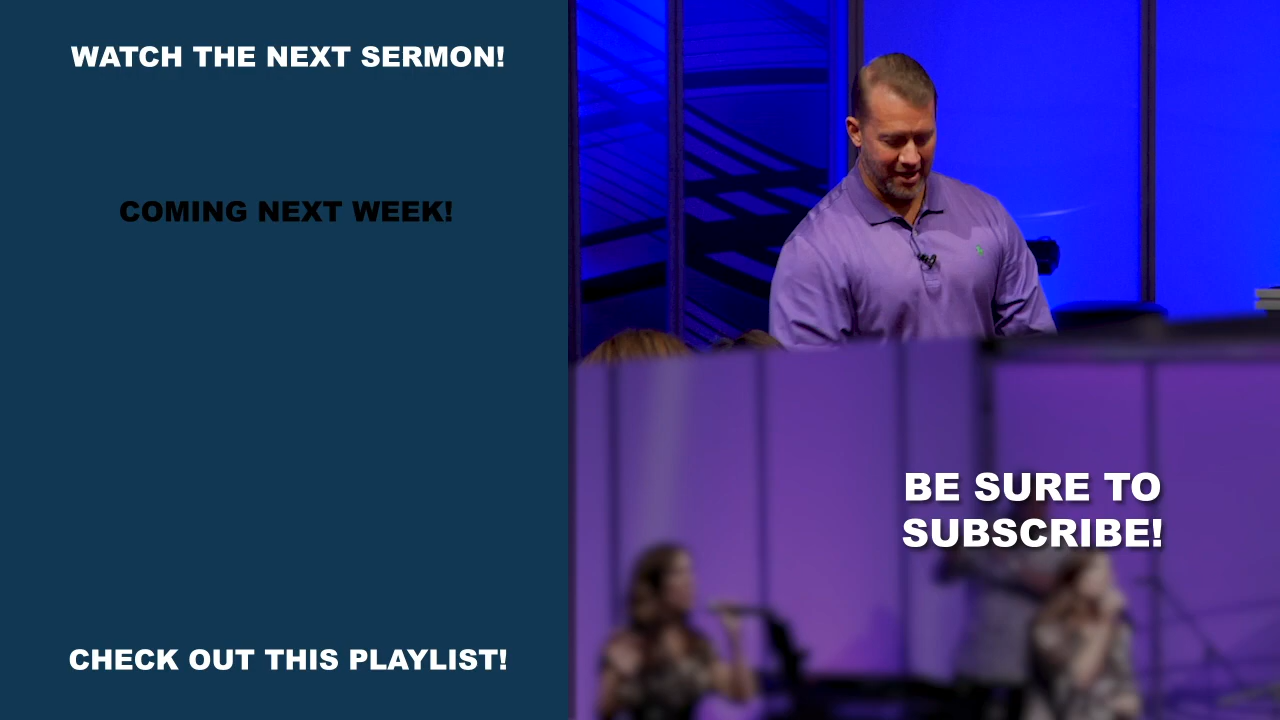 WATCH THE NEXT SERMON!
COMING NEXT WEEK!
CHECK OUT THIS PLAYLIST!
BE SURE TO
SUBSCRIBE!